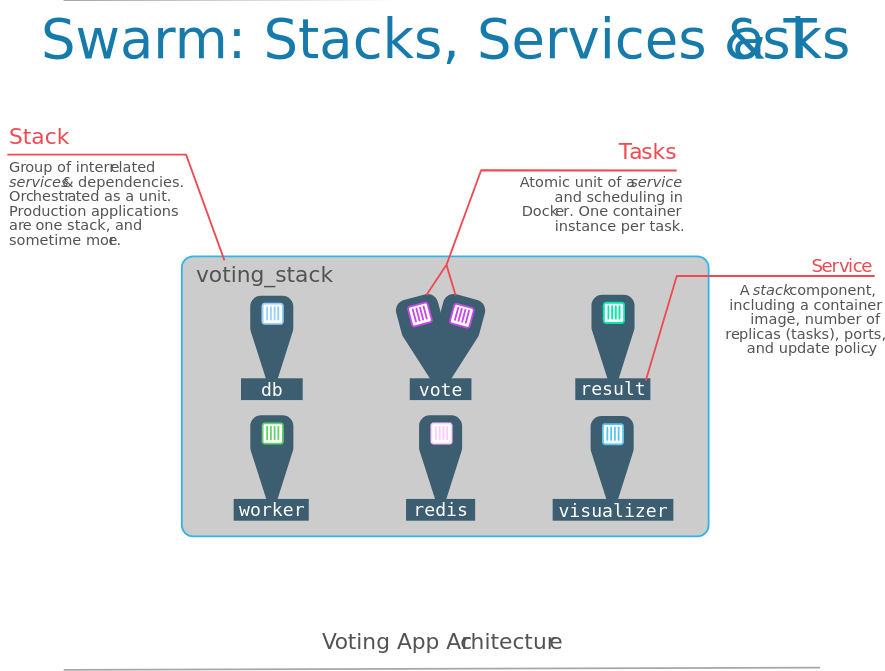 Swarm: Stacks, Services & Tasks
Stack
Group of interrelated
services & dependencies.
Orchestrated as a unit.
Production applications
are one stack, and
sometime more.
Tasks
Atomic unit of a service
and scheduling in
Docker. One container
instance per task.
Service
A stack component,
including a container
image, number of
replicas (tasks), ports,
and update policy
voting_stack
db
vote
result
worker
redis
visualizer
Voting App Architecture